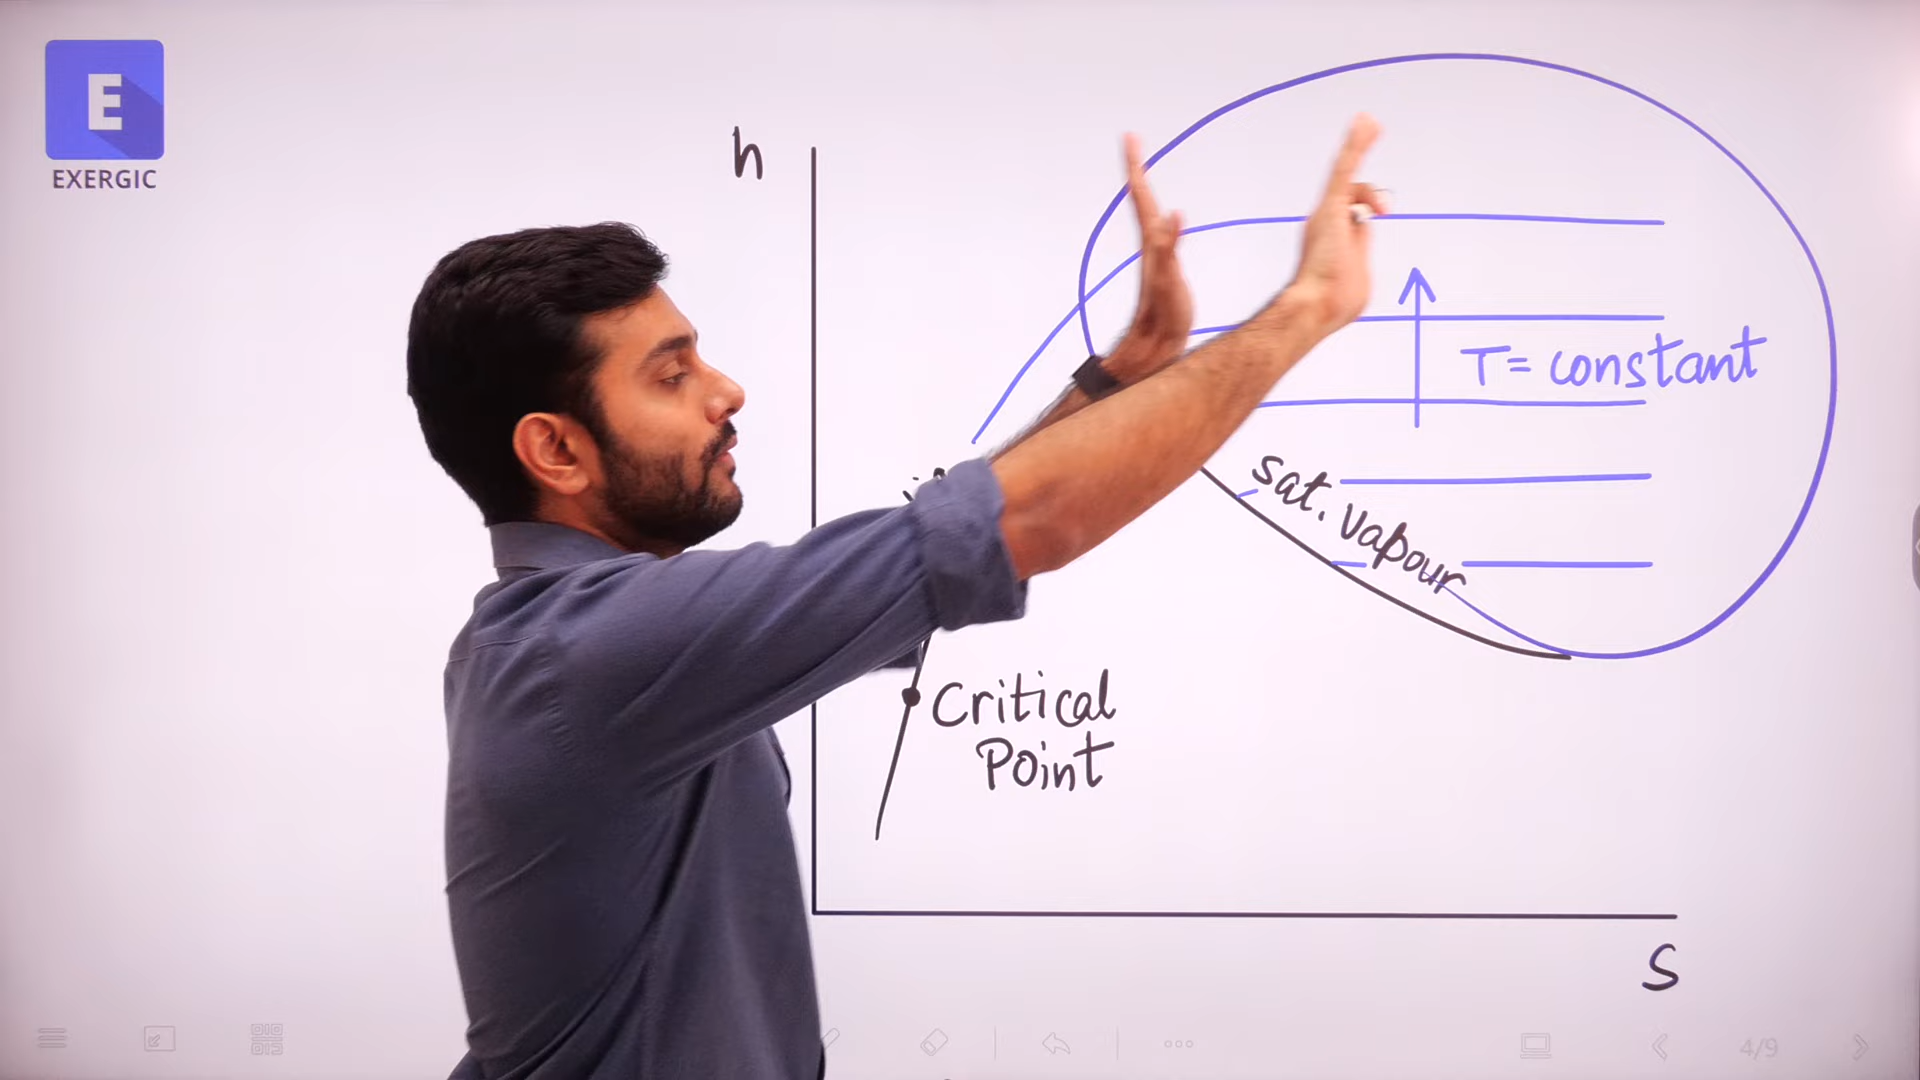 E
EXERGIC
h
T= constant
sat. vapour
Critical
Point
S
4/9